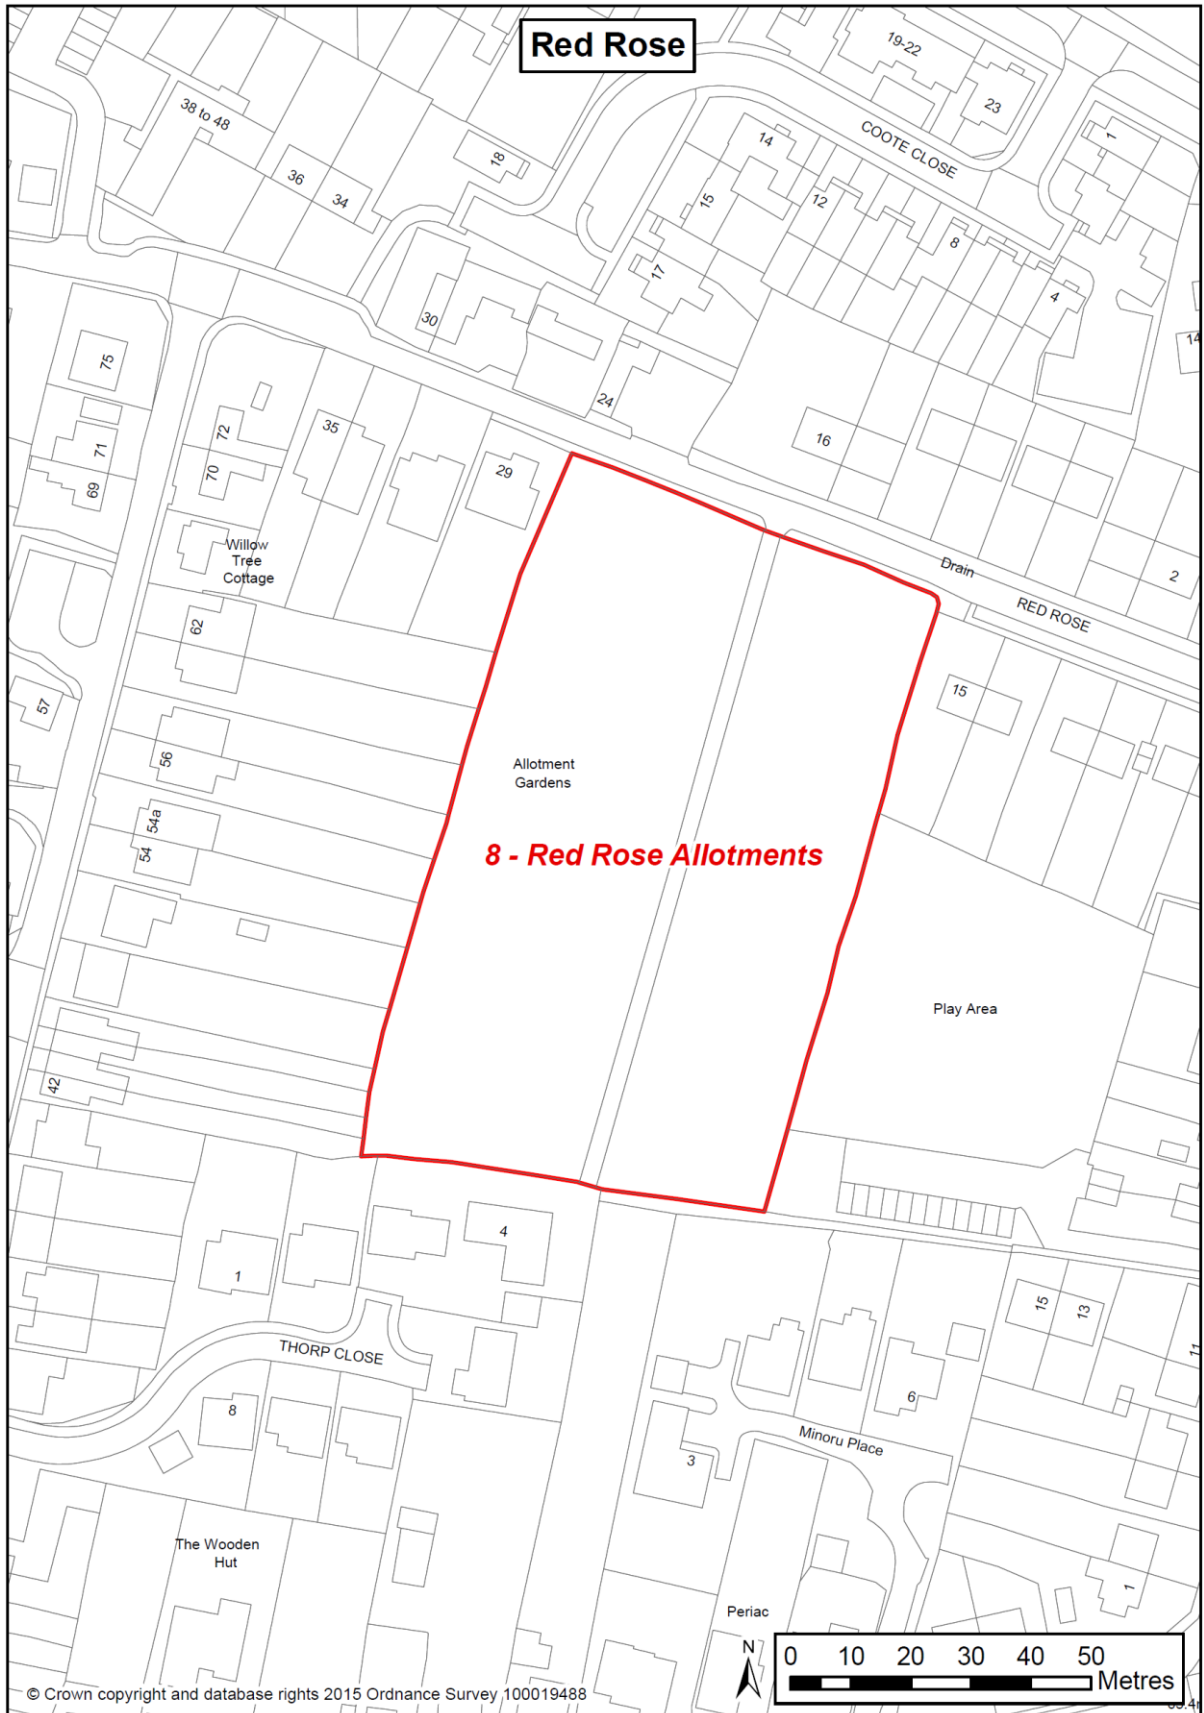 Red Rose
19-22
23
38 to 48
COOTE CLOSE
1
14
18
36
34
15
12
8
17
4
30
14
75
24
35
72
16
71
70
29
69
Willow
Tree
Cottage
Drain
2
RED ROSE
62
15
57
56
Allotment
Gardens
54a
54
8 - Red Rose Allotments
Play Area
42
4
1
15
13
11
THORP CLOSE
6
8
Minoru Place
3
The Wooden
Hut
1
Periac
N
0 10 20 30 40 50
Metres
© Crown copyright and database rights 2015 Ordnance Survey 100019488